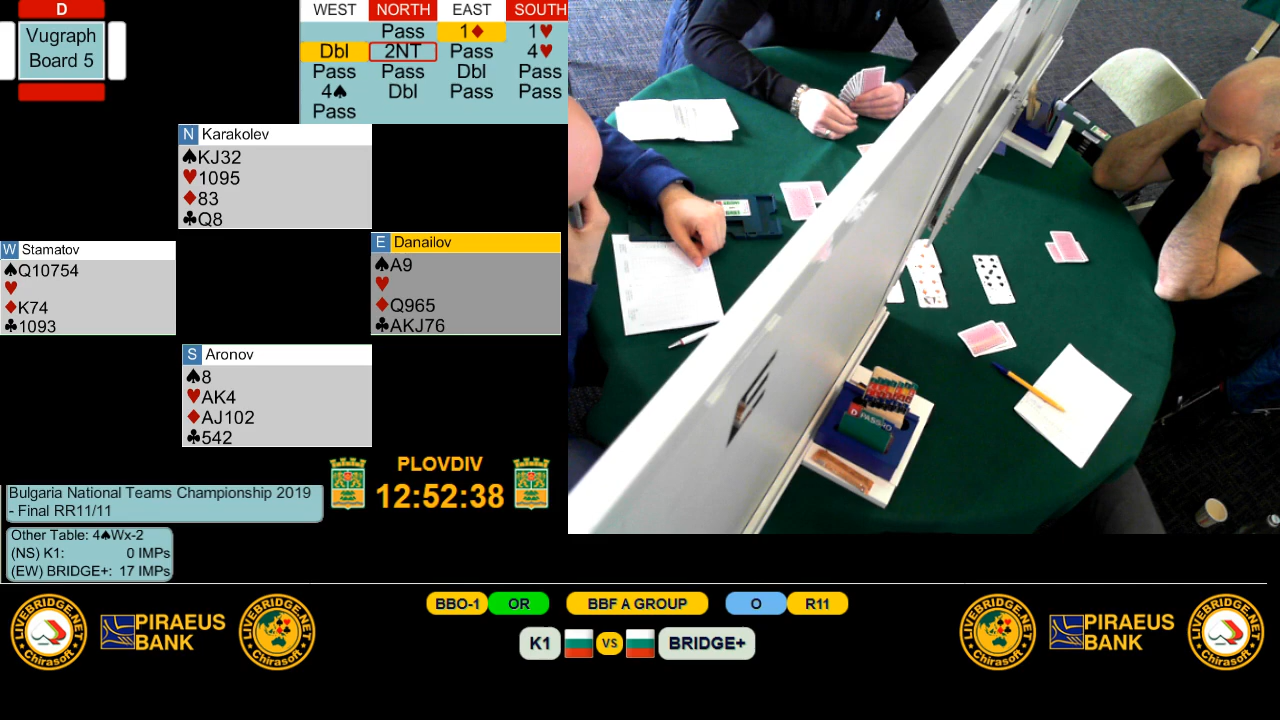 D
Vugraph
Board 5
WEST NORTH EAST SOUTH
Pass 1♦ 1♥
Dbl 2NT Pass 4♥
Pass Pass Dbl Pass
4♠ Dbl Pass Pass
Pass
N Karakolev
♠KJ32
♥1095
♦83
♣Q8
W Stamatov
♠Q10754
♥
♦K74
♣1093
E Danailov
♠A9
♥
♦Q965
♣AKJ76
S Aronov
♠8
♥AK4
♦AJ102
♣542
PLOVDIV
12:52:38
Bulgaria National Teams Championship 2019
- Final RR11/11
Other Table: 4♠Wx-2
(NS) K1: 0 IMPs
(EW) BRIDGE+: 17 IMPs
BBO-1 OR BBF A GROUP O R11
K1 VS BRIDGE+
LIVEBRIDGE.NET
Chirasoft
PIRAEUS
BANK
LIVEBRIDGE.NET
Chirasoft
LIVEBRIDGE.NET
Chirasoft
PIRAEUS
BANK
LIVEBRIDGE.NET
Chirasoft